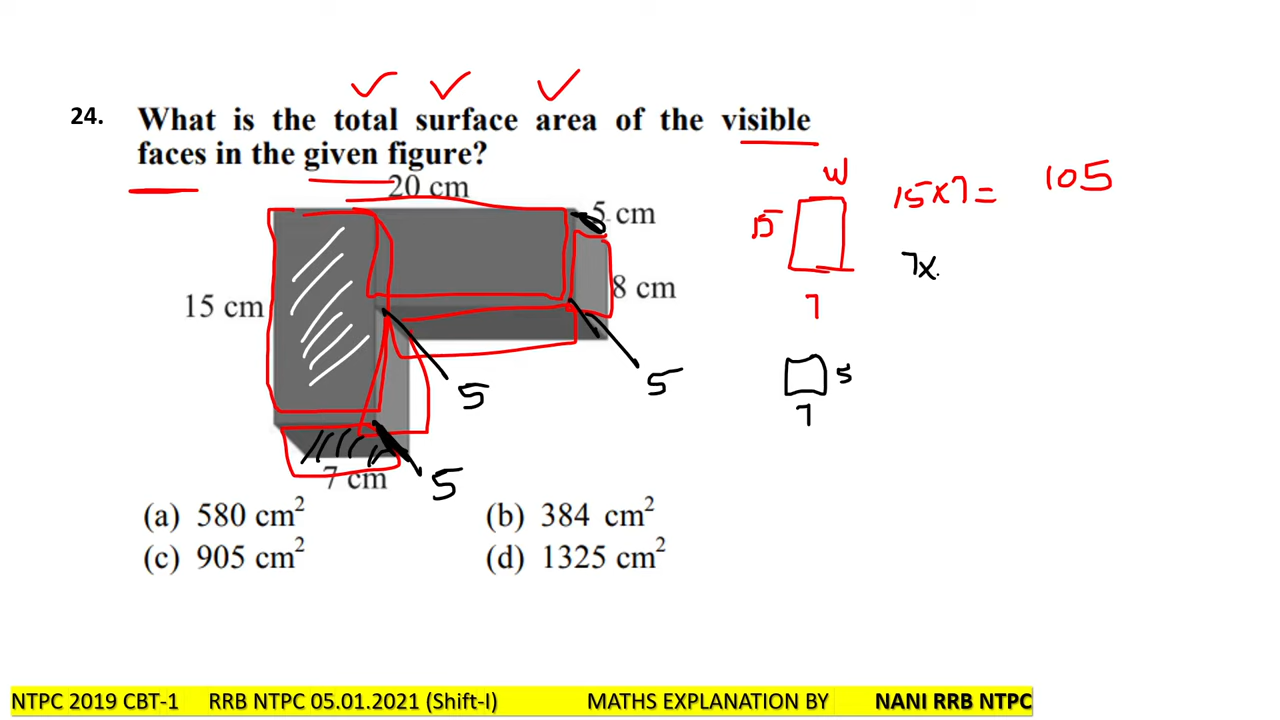 24. What is the total surface area of the visible
faces in the given figure?
20 cm
5 cm
15 cm
8 cm
7 cm
5
5
5
W
15
7
15x7= 105
7x
5
7
(a) 580 cm² (b) 384 cm²
(c) 905 cm² (d) 1325 cm²
NTPC 2019 CBT-1 RRB NTPC 05.01.2021 (Shift-I) MATHS EXPLANATION BY NANI RRB NTPC